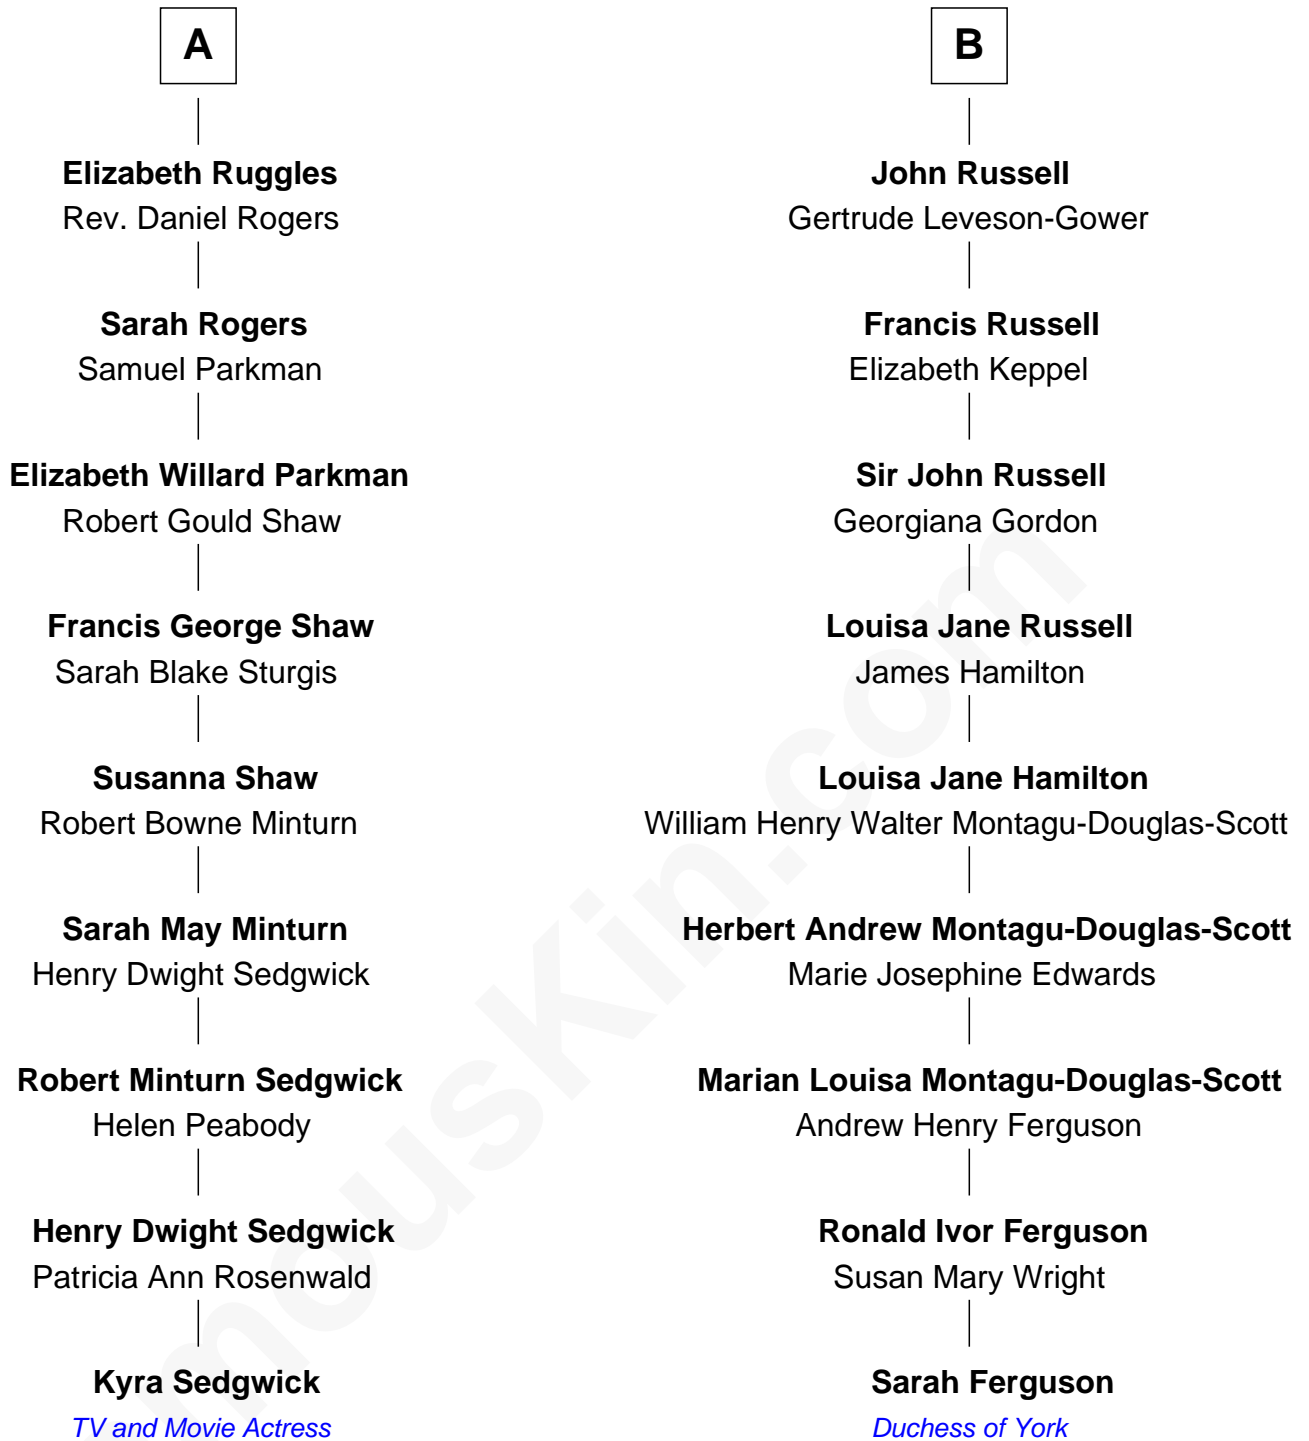 A
Elizabeth Ruggles
Rev. Daniel Rogers
Sarah Rogers
Samuel Parkman
Elizabeth Willard Parkman
Robert Gould Shaw
Francis George Shaw
Sarah Blake Sturgis
Susanna Shaw
Robert Bowne Minturn
Sarah May Minturn
Henry Dwight Sedgwick
Robert Minturn Sedgwick
Helen Peabody
Henry Dwight Sedgwick
Patricia Ann Rosenwald
Kyra Sedgwick
TV and Movie Actress
B
John Russell
Gertrude Leveson-Gower
Francis Russell
Elizabeth Keppel
Sir John Russell
Georgiana Gordon
Louisa Jane Russell
James Hamilton
Louisa Jane Hamilton
William Henry Walter Montagu-Douglas-Scott
Herbert Andrew Montagu-Douglas-Scott
Marie Josephine Edwards
Marian Louisa Montagu-Douglas-Scott
Andrew Henry Ferguson
Ronald Ivor Ferguson
Susan Mary Wright
Sarah Ferguson
Duchess of York
mousKin.com